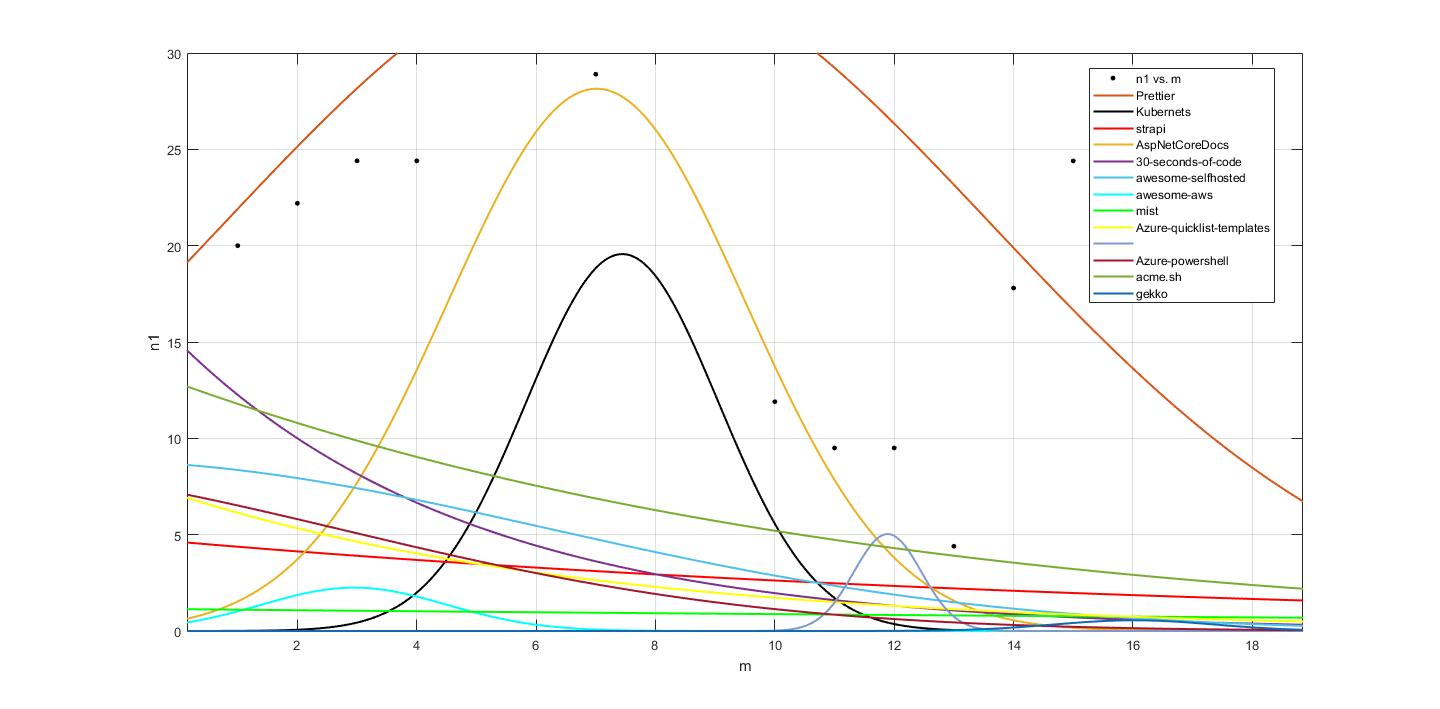 30
25
20
15
10
5
0
n1
2 4 6 8 10 12 14 16 18
m
n1 vs. m
Prettier
Kubernets
strapi
AspNetCoreDocs
30-seconds-of-code
awesome-selfhosted
awesome-aws
mist
Azure-quicklist-templates
Azure-powershell
acme.sh
gekko